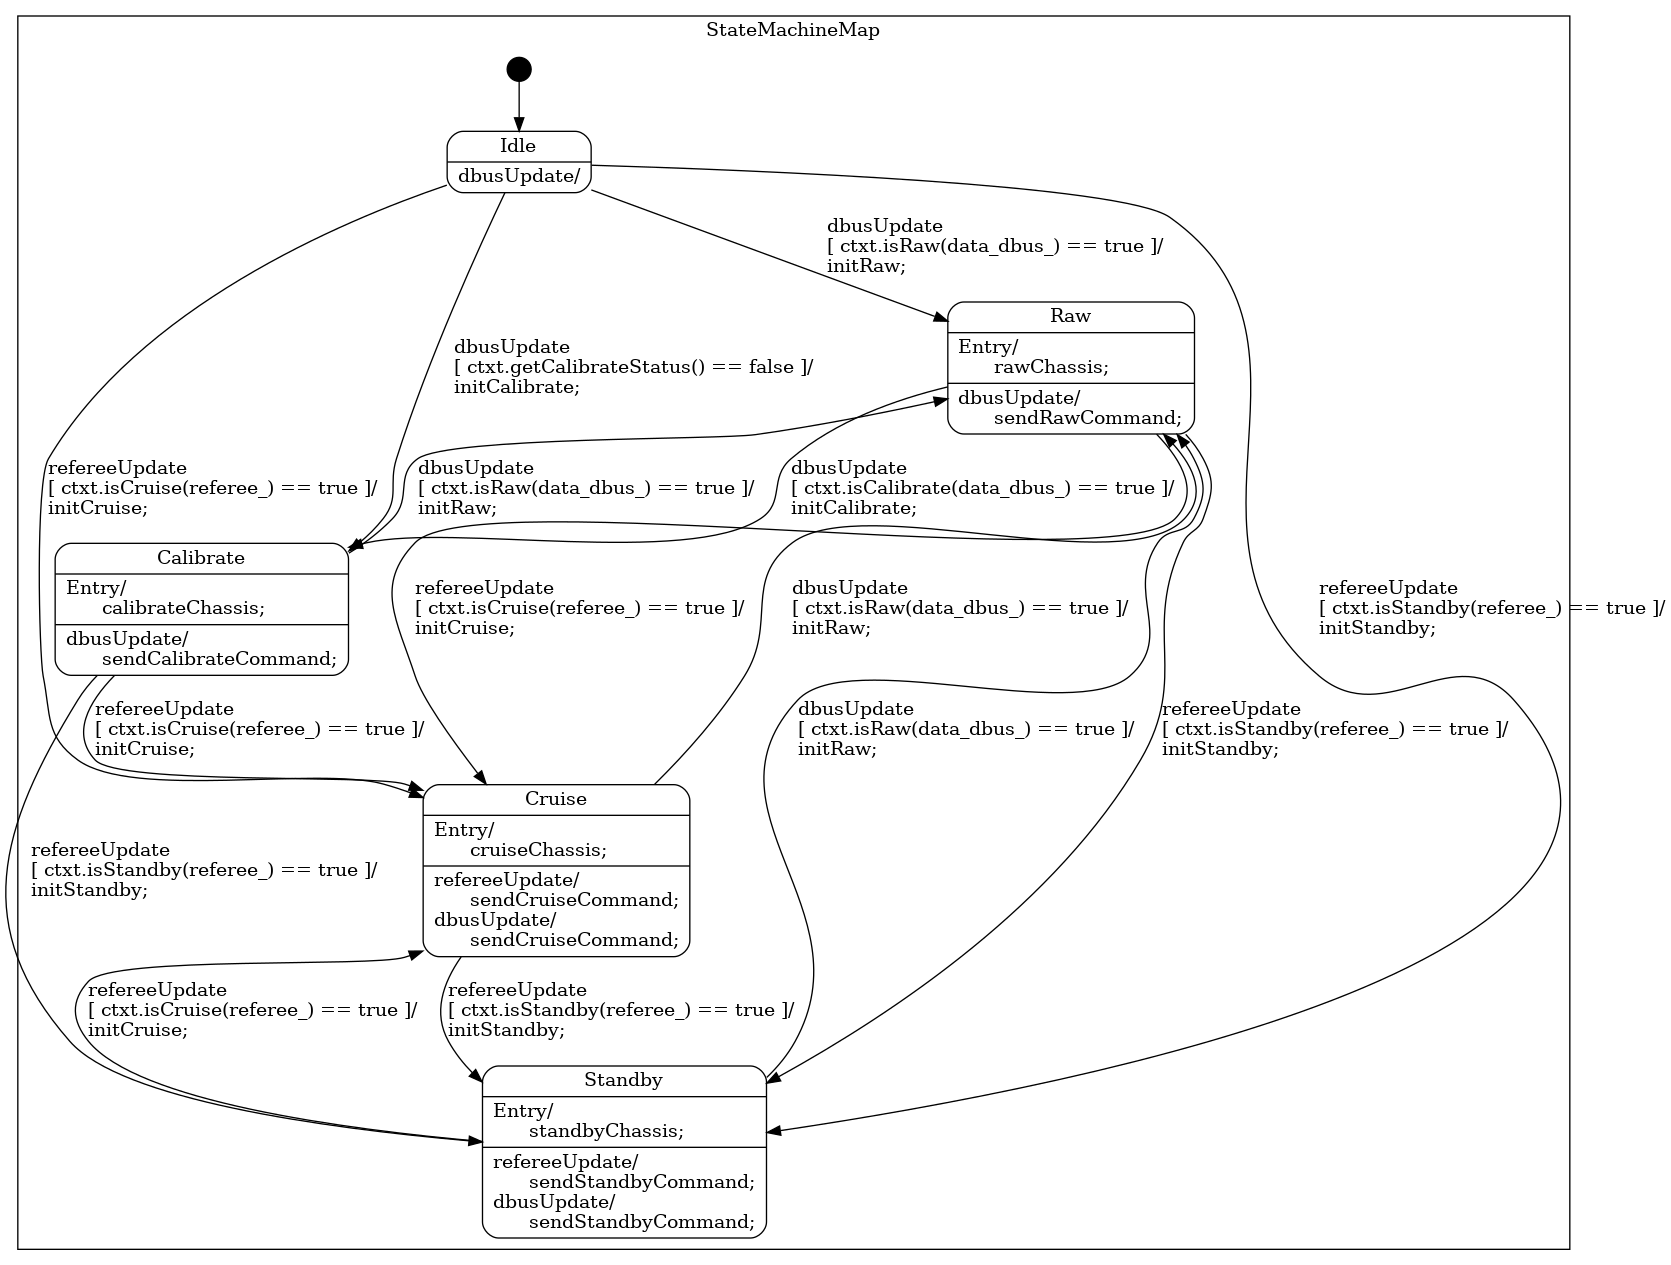 StateMachineMap
Idle
dbusUpdate/
dbusUpdate
[ ctxt.isRaw(data_dbus_) == true ]/
initRaw;
Raw
Entry/
rawChassis;
dbusUpdate/
sendRawCommand;
dbusUpdate
[ ctxt.getCalibrateStatus() == false ]/
initCalibrate;
refereeUpdate
[ ctxt.isCruise(referee_) == true ]/
initCruise;
dbusUpdate
[ ctxt.isRaw(data_dbus_) == true ]/
initRaw;
dbusUpdate
[ ctxt.isCalibrate(data_dbus_) == true ]/
initCalibrate;
Calibrate
Entry/
calibrateChassis;
dbusUpdate/
sendCalibrateCommand;
refereeUpdate
[ ctxt.isCruise(referee_) == true ]/
initCruise;
dbusUpdate
[ ctxt.isRaw(data_dbus_) == true ]/
initRaw;
refereeUpdate
[ ctxt.isStandby(referee_) == true ]/
initStandby;
refereeUpdate
[ ctxt.isCruise(referee_) == true ]/
initCruise;
dbusUpdate
[ ctxt.isRaw(data_dbus_) == true ]/
initRaw;
refereeUpdate
[ ctxt.isStandby(referee_) == true ]/
initStandby;
Cruise
Entry/
cruiseChassis;
refereeUpdate/
sendCruiseCommand;
dbusUpdate/
sendCruiseCommand;
refereeUpdate
[ ctxt.isStandby(referee_) == true ]/
initStandby;
refereeUpdate
[ ctxt.isCruise(referee_) == true ]/
initCruise;
refereeUpdate
[ ctxt.isStandby(referee_) == true ]/
initStandby;
Standby
Entry/
standbyChassis;
refereeUpdate/
sendStandbyCommand;
dbusUpdate/
sendStandbyCommand;